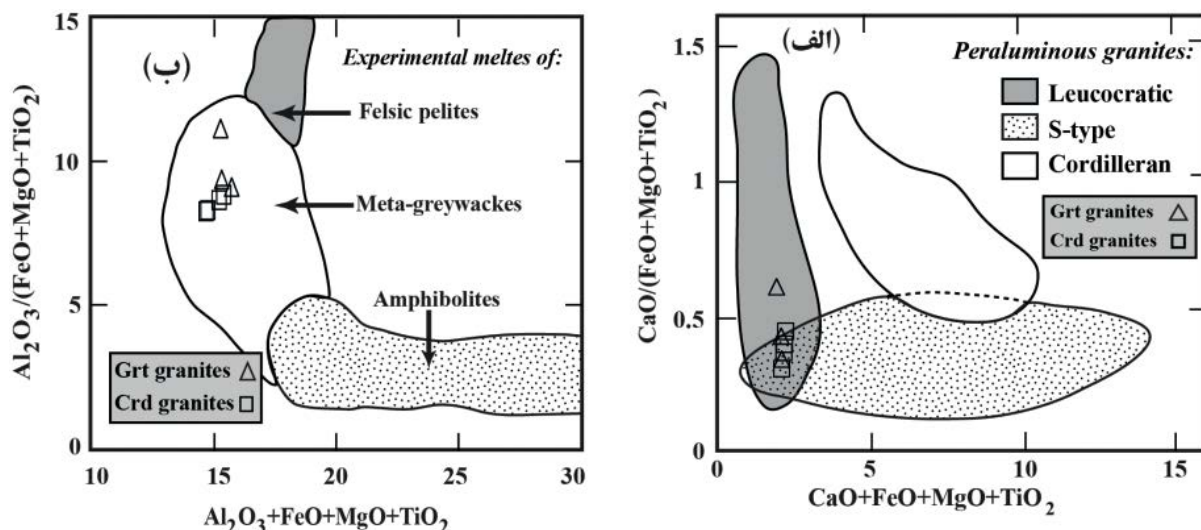 (ب)
Experimental meltes of:
Felsic pelites
Meta-greywackes
Amphibolites
Grt granites
Crd granites
15
10
5
0
10 15 20 25 30
Al₂O₃/(FeO+MgO+TiO₂)
Al₂O₃+FeO+MgO+TiO₂
(الف)
Peraluminous granites:
Leucocratic
S-type
Cordilleran
Grt granites
Crd granites
1.5
1
0.5
0
0 5 10 15
CaO/(FeO+MgO+TiO₂)
CaO+FeO+MgO+TiO₂